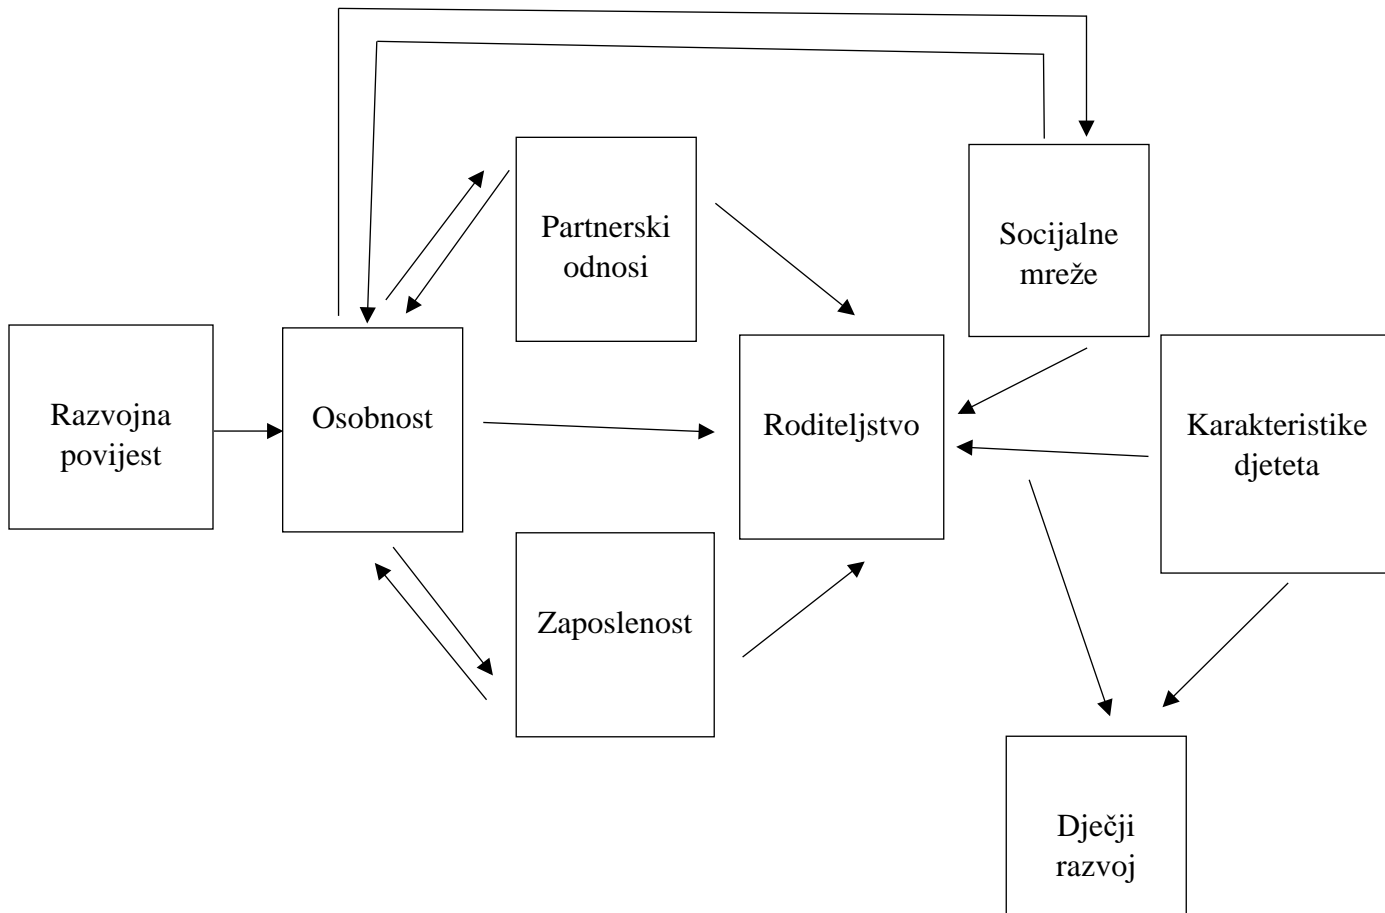 Partnerski
odnosi
Socijalne
mreže
Razvojna
povijest
Osobnost
Roditeljstvo
Karakteristike
djeteta
Zaposlenost
Dječji
razvoj